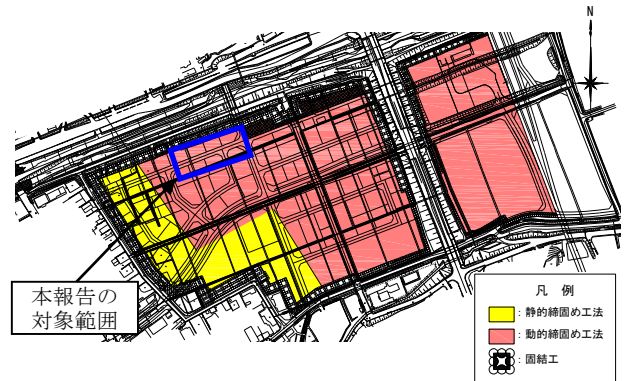 N
本報告の
対象範囲
凡 例
：静的締固め工法
：動的締固め工法
：固結工